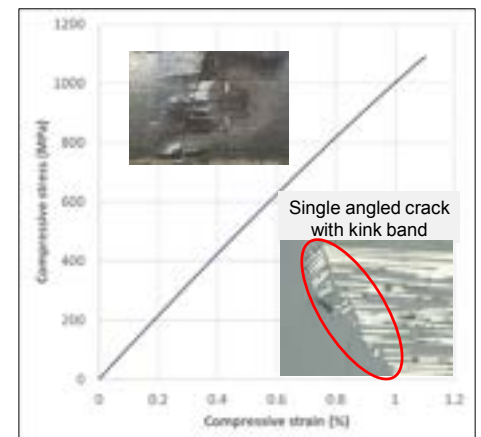 1200
1000
800
600
400
200
0
Compressive stress (MPa)
Single angled crack
with kink band
0 0.2 0.4 0.6 0.8 1 1.2
Compressive strain (%)